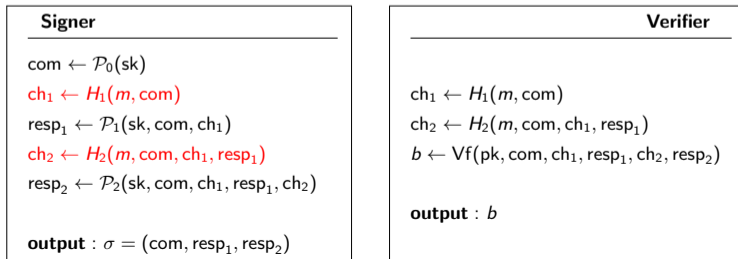 Signer
com ← 𝒫₀(sk)
ch₁ ← H₁(m, com)
resp₁ ← 𝒫₁(sk, com, ch₁)
ch₂ ← H₂(m, com, ch₁, resp₁)
resp₂ ← 𝒫₂(sk, com, ch₁, resp₁, ch₂)
output : σ = (com, resp₁, resp₂)
Verifier
ch₁ ← H₁(m, com)
ch₂ ← H₂(m, com, ch₁, resp₁)
b ← Vf(pk, com, ch₁, resp₁, ch₂, resp₂)
output : b